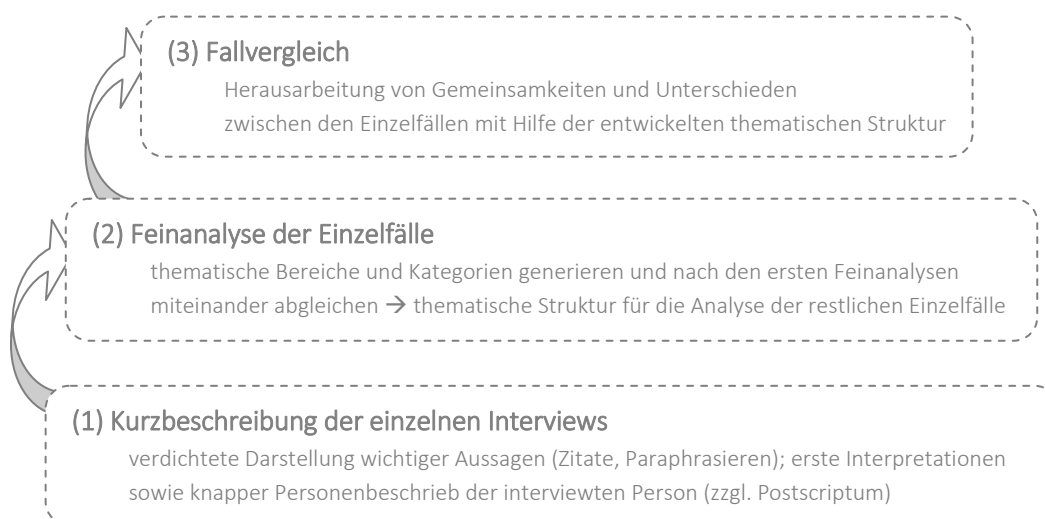 (3) Fallvergleich
Herausarbeitung von Gemeinsamkeiten und Unterschieden
zwischen den Einzelfällen mit Hilfe der entwickelten thematischen Struktur
(2) Feinanalyse der Einzelfälle
thematische Bereiche und Kategorien generieren und nach den ersten Feinanalysen
miteinander abgleichen → thematische Struktur für die Analyse der restlichen Einzelfälle
(1) Kurzbeschreibung der einzelnen Interviews
verdichtete Darstellung wichtiger Aussagen (Zitate, Paraphrasieren); erste Interpretationen
sowie knapper Personenbeschrieb der interviewten Person (zzgl. Postscriptum)